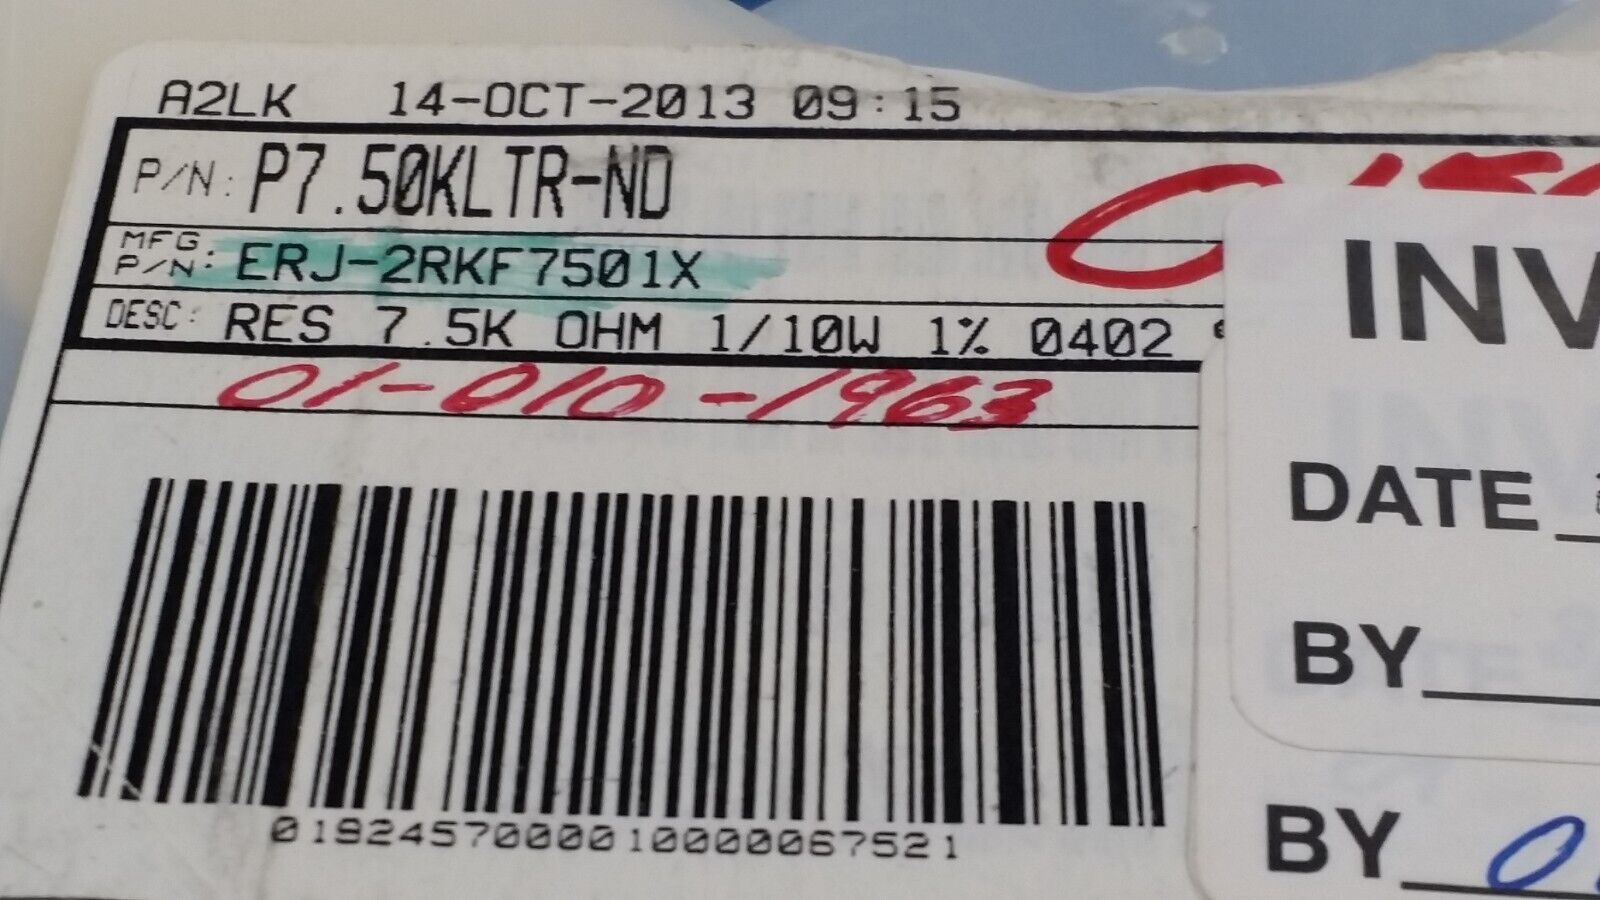 A2LK 14-OCT-2013 09:15
P/N: P7.50KLTR-ND
MFG P/N: ERJ-2RKF7501X
DESC: RES 7.5K OHM 1/10W 1% 0402
01-010-1963
0192457000010000067521
INV
DATE
BY
BY